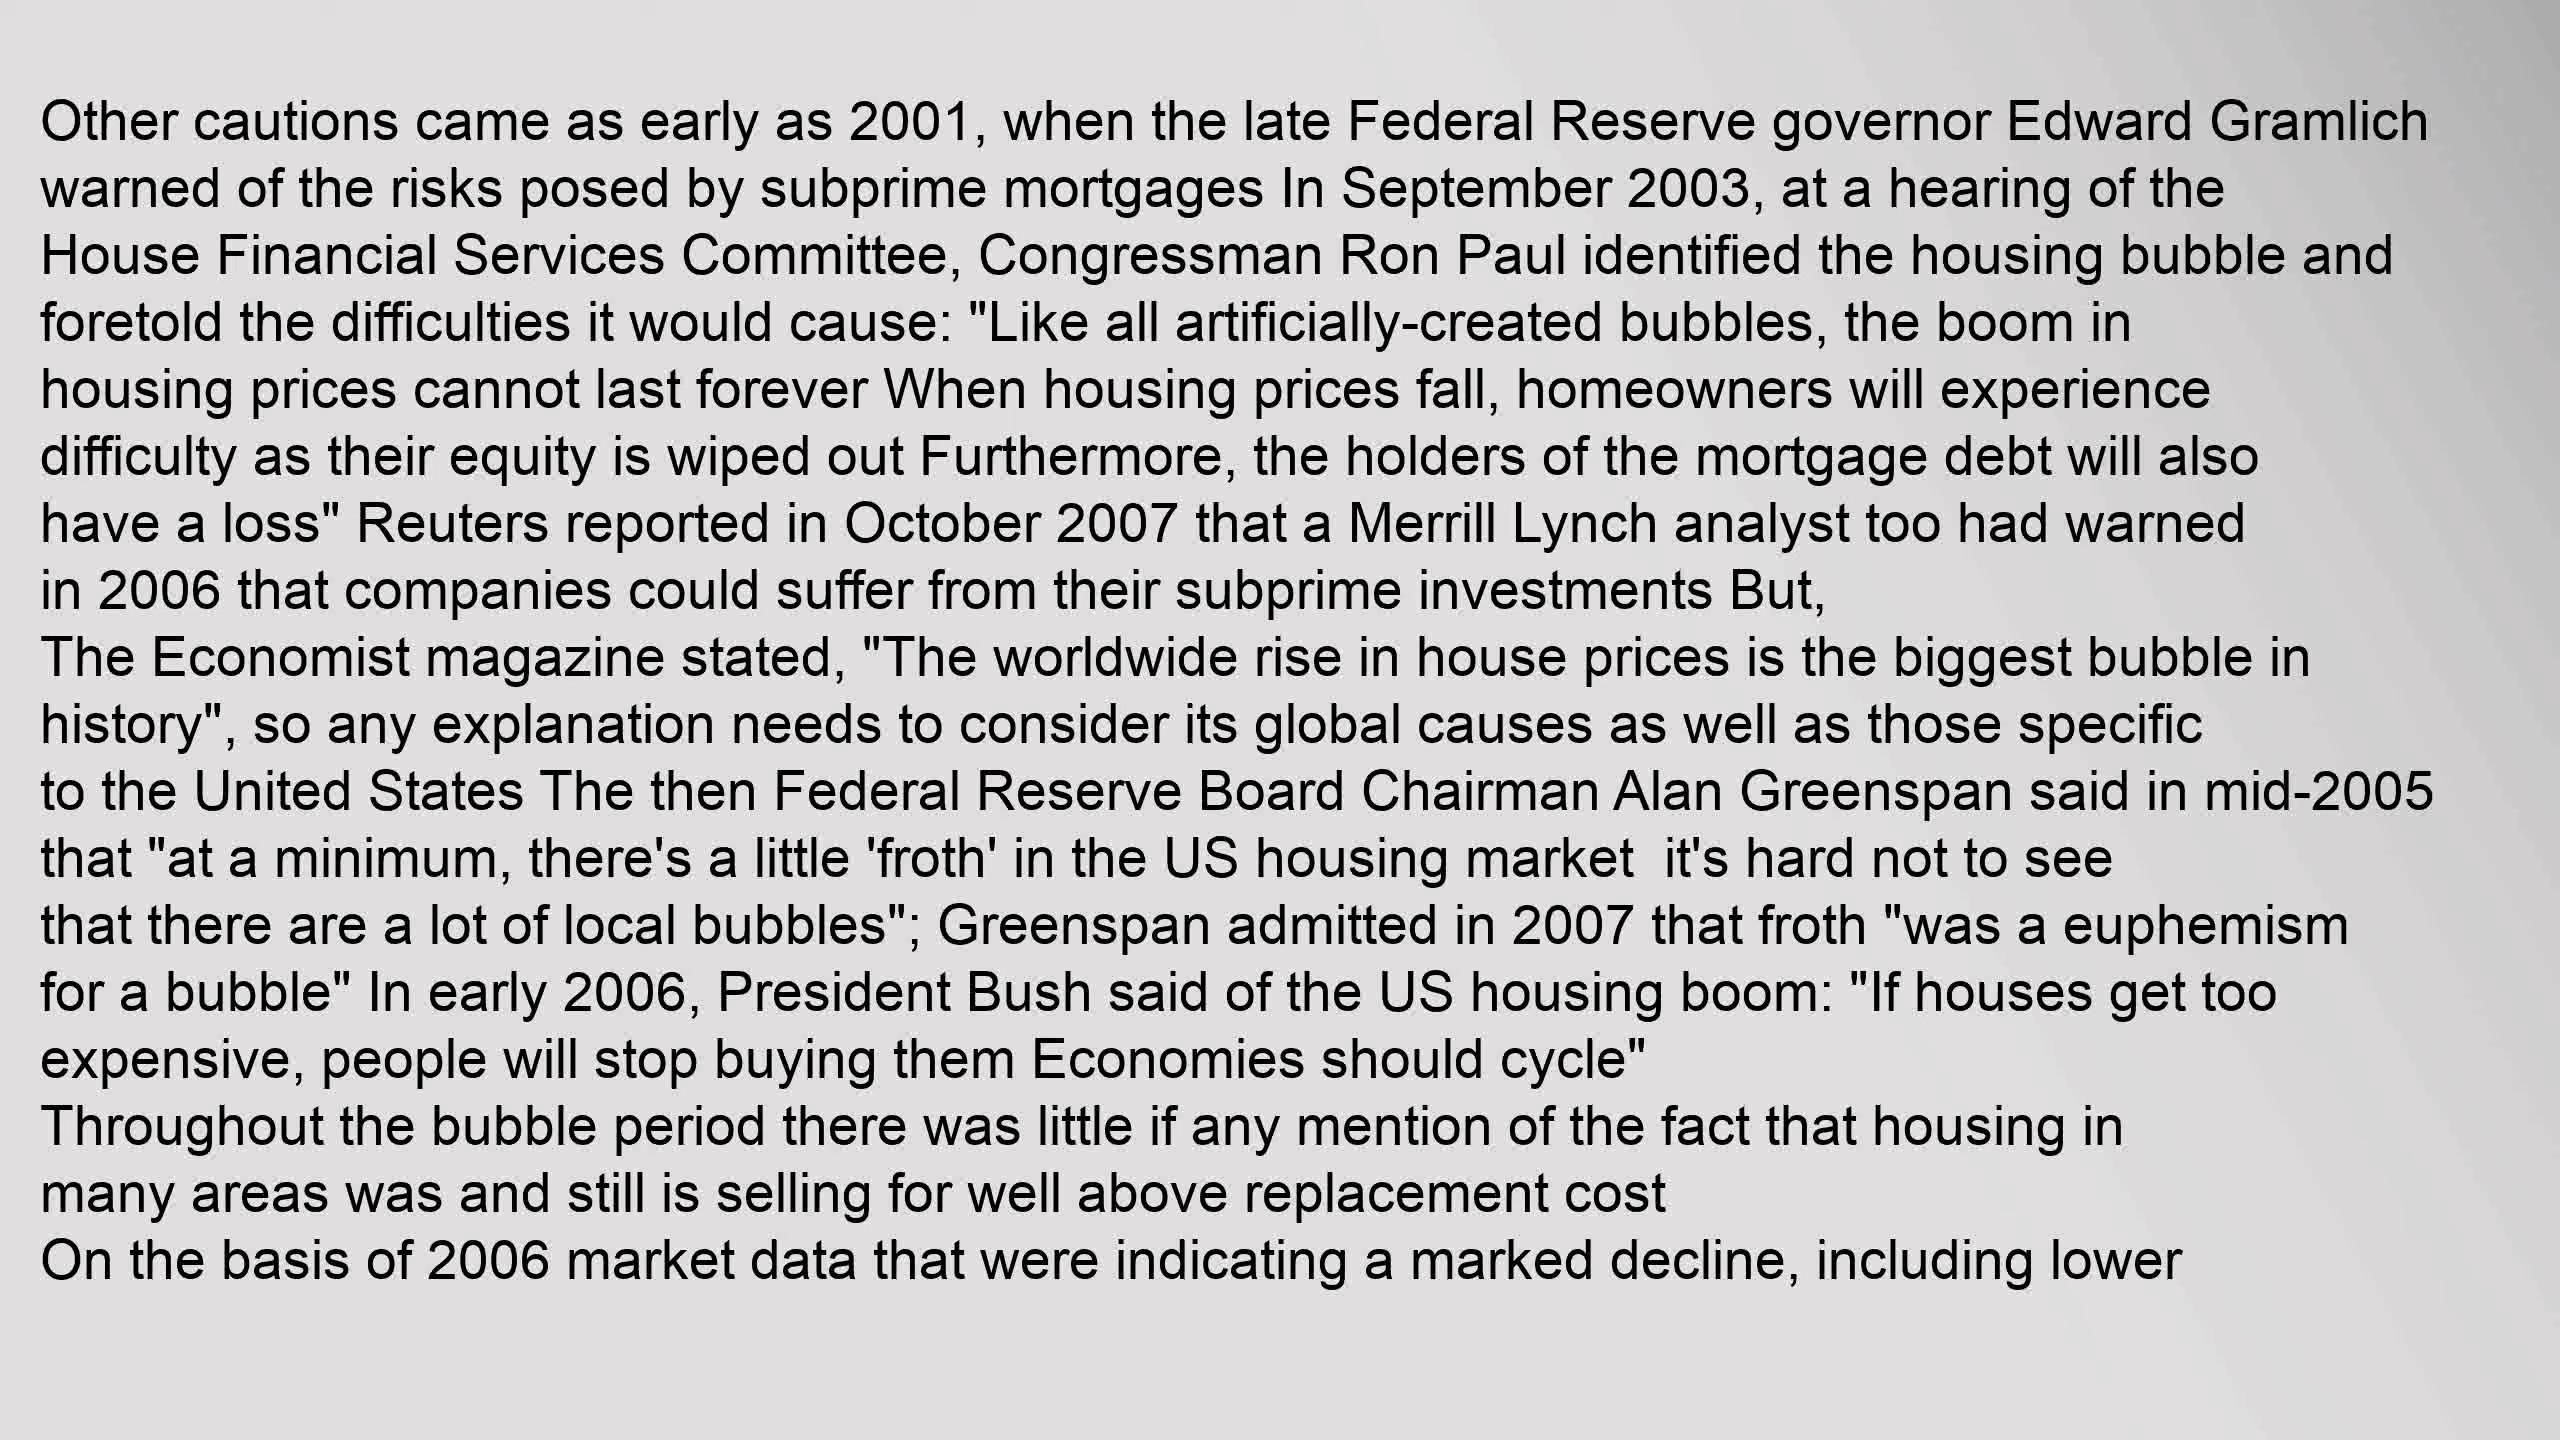 Other cautions came as early as 2001, when the late Federal Reserve governor Edward Gramlich
warned of the risks posed by subprime mortgages In September 2003, at a hearing of the
House Financial Services Committee, Congressman Ron Paul identified the housing bubble and
foretold the difficulties it would cause: "Like all artificially-created bubbles, the boom in
housing prices cannot last forever When housing prices fall, homeowners will experience
difficulty as their equity is wiped out Furthermore, the holders of the mortgage debt will also
have a loss" Reuters reported in October 2007 that a Merrill Lynch analyst too had warned
in 2006 that companies could suffer from their subprime investments But,
The Economist magazine stated, "The worldwide rise in house prices is the biggest bubble in
history", so any explanation needs to consider its global causes as well as those specific
to the United States The then Federal Reserve Board Chairman Alan Greenspan said in mid-2005
that "at a minimum, there's a little 'froth' in the US housing market  it's hard not to see
that there are a lot of local bubbles"; Greenspan admitted in 2007 that froth "was a euphemism
for a bubble" In early 2006, President Bush said of the US housing boom: "If houses get too
expensive, people will stop buying them Economies should cycle"
Throughout the bubble period there was little if any mention of the fact that housing in
many areas was and still is selling for well above replacement cost
On the basis of 2006 market data that were indicating a marked decline, including lower